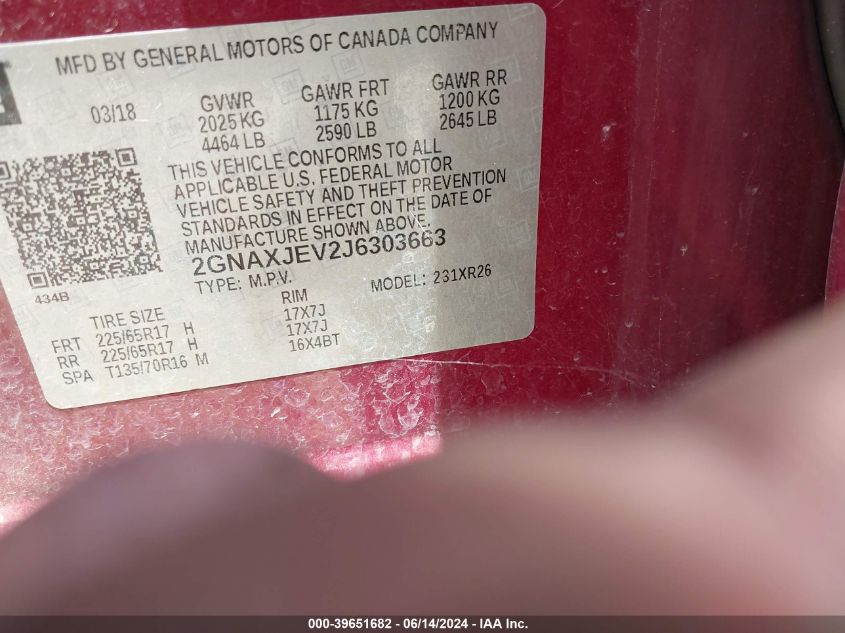 MFD BY GENERAL MOTORS OF CANADA COMPANY
03/18
GVWR
2025KG
4464 LB
GAWR FRT
1175 KG
2590 LB
GAWR RR
1200 KG
2645 LB
THIS VEHICLE CONFORMS TO ALL
APPLICABLE U.S. FEDERAL MOTOR
VEHICLE SAFETY AND THEFT PREVENTION
STANDARDS IN EFFECT ON THE DATE OF
MANUFACTURE SHOWN ABOVE.
2GNAXJEV2J6303663
TYPE: M.P.V. MODEL: 231XR26
434B
TIRE SIZE RIM
FRT 225/65R17 H 17X7J
RR 225/65R17 H 17X7J
SPA T135/70R16 M 16X4BT
000-39651682 - 06/14/2024 - IAA Inc.